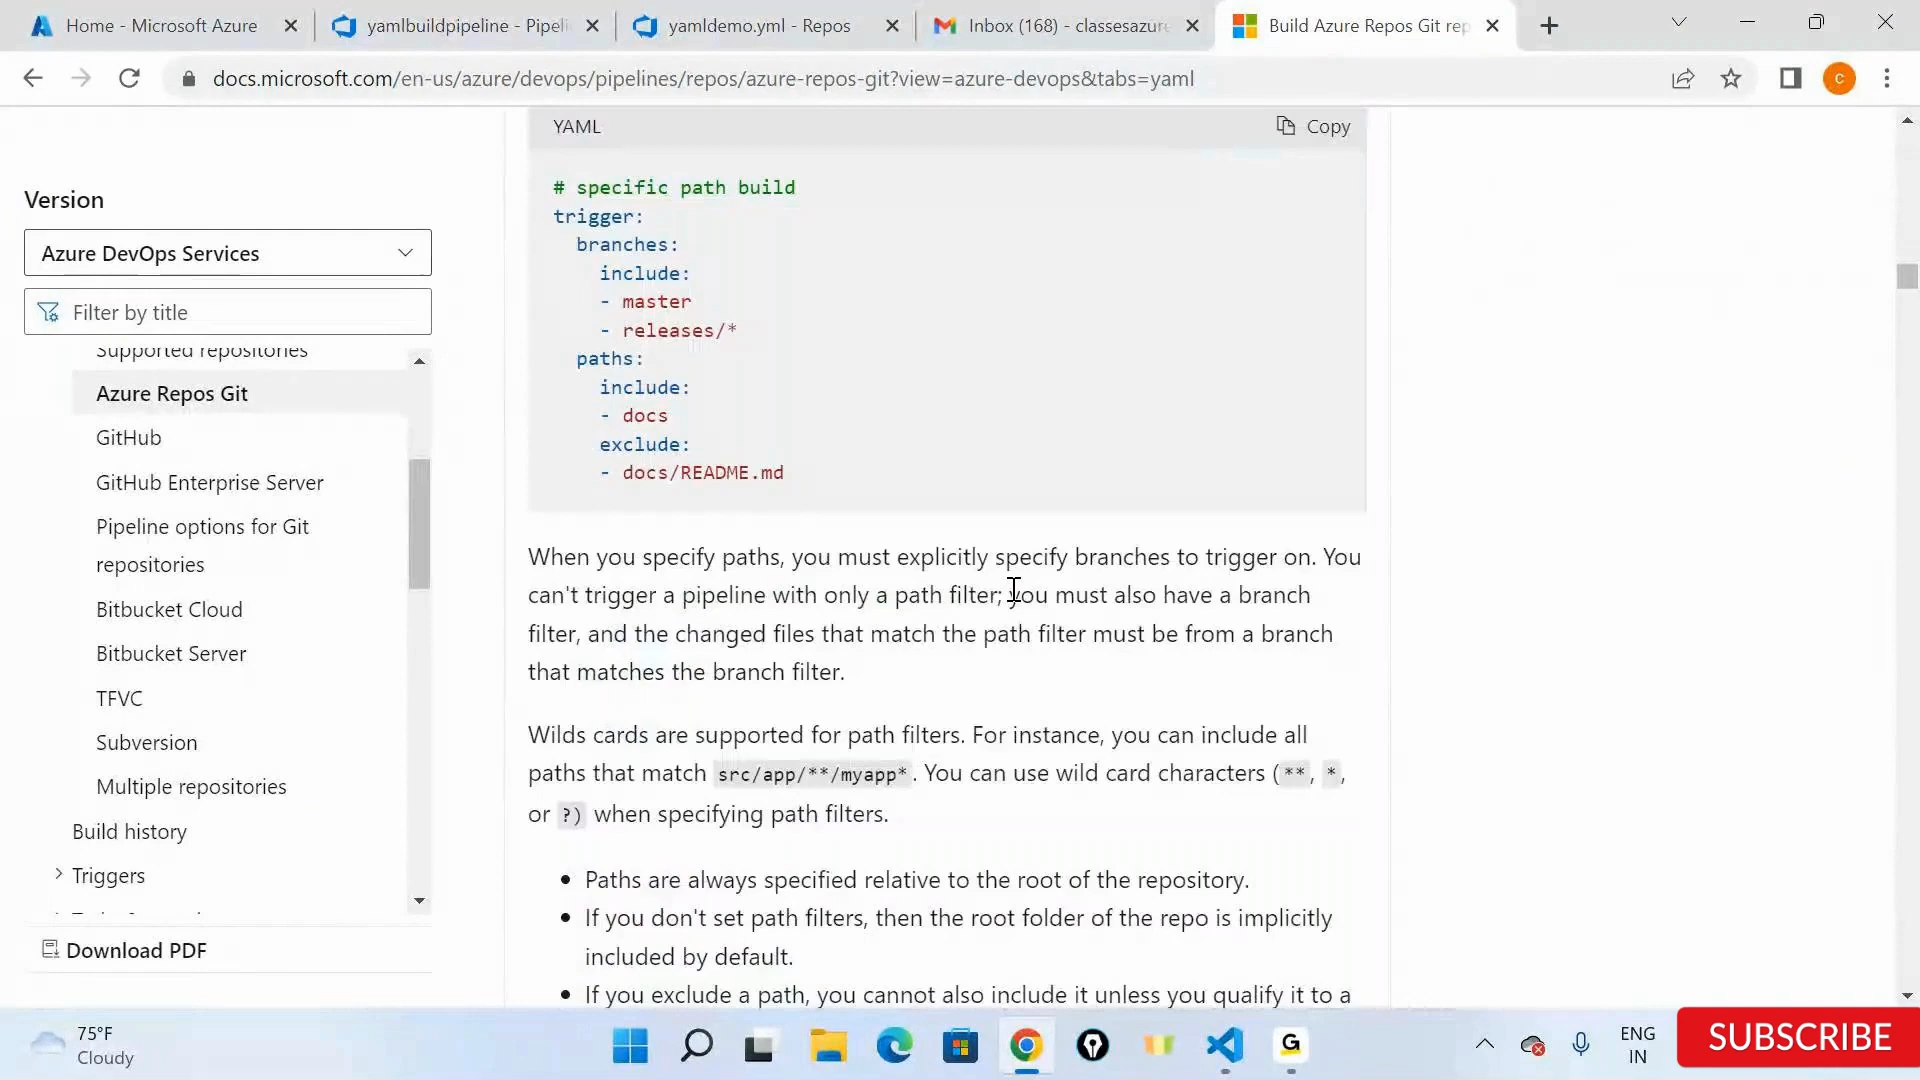 Home - Microsoft Azure
yamlbuildpipeline - Pipeli
yamldemo.yml - Repos
Inbox (168) - classesazure
Build Azure Repos Git rep
docs.microsoft.com/en-us/azure/devops/pipelines/repos/azure-repos-git?view=azure-devops&tabs=yaml
C
Version
Azure DevOps Services
Filter by title
Supported repositories
Azure Repos Git
GitHub
GitHub Enterprise Server
Pipeline options for Git
repositories
Bitbucket Cloud
Bitbucket Server
TFVC
Subversion
Multiple repositories
Build history
Triggers
Download PDF
YAML
Copy
# specific path build
trigger:
branches:
include:
- master
- releases/*
paths:
include:
- docs
exclude:
- docs/README.md
When you specify paths, you must explicitly specify branches to trigger on. You
can't trigger a pipeline with only a path filter; you must also have a branch
filter, and the changed files that match the path filter must be from a branch
that matches the branch filter.
Wilds cards are supported for path filters. For instance, you can include all
paths that match src/app/**/myapp*. You can use wild card characters (**, *,
or ?) when specifying path filters.
• Paths are always specified relative to the root of the repository.
• If you don't set path filters, then the root folder of the repo is implicitly
included by default.
• If you exclude a path, you cannot also include it unless you qualify it to a
75°F
Cloudy
G
ENG
IN
SUBSCRIBE